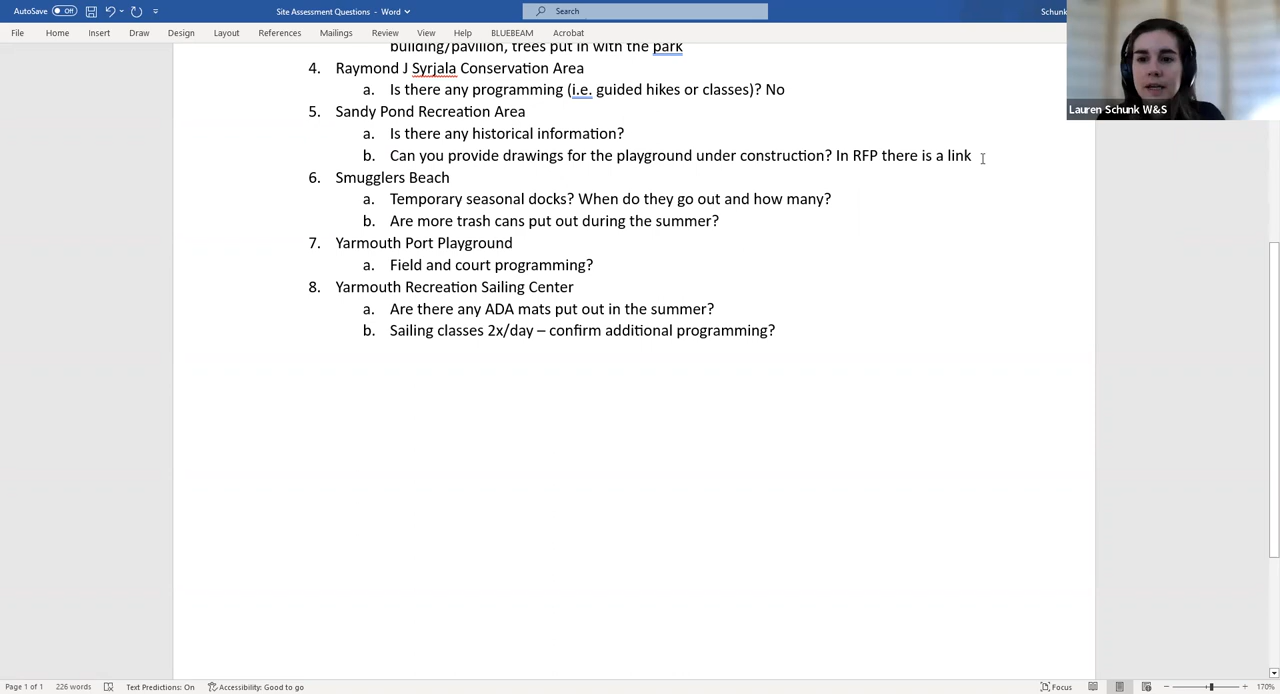 AutoSave Off Site Assessment Questions - Word Search Schunk
File Home Insert Draw Design Layout References Mailings Review View Help BLUEBEAM Acrobat
building/pavilion, trees put in with the park
4. Raymond J Syrjala Conservation Area
a. Is there any programming (i.e. guided hikes or classes)? No
5. Sandy Pond Recreation Area
a. Is there any historical information?
b. Can you provide drawings for the playground under construction? In RFP there is a link
6. Smugglers Beach
a. Temporary seasonal docks? When do they go out and how many?
b. Are more trash cans put out during the summer?
7. Yarmouth Port Playground
a. Field and court programming?
8. Yarmouth Recreation Sailing Center
a. Are there any ADA mats put out in the summer?
b. Sailing classes 2x/day – confirm additional programming?
Lauren Schunk W&S
Page 1 of 1 226 words Text Predictions: On Accessibility: Good to go Focus 170%